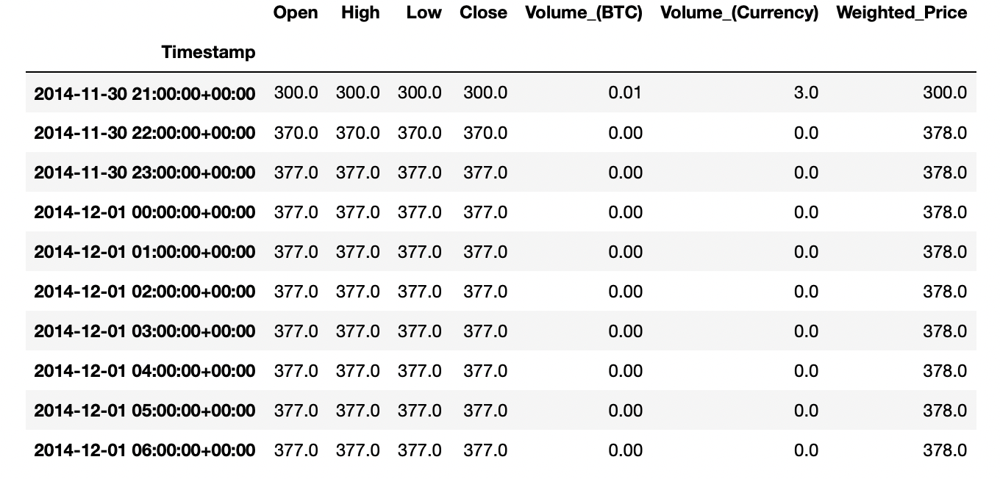 Open High Low Close Volume_(BTC) Volume_(Currency) Weighted_Price
Timestamp
2014-11-30 21:00:00+00:00 300.0 300.0 300.0 300.0 0.01 3.0 300.0
2014-11-30 22:00:00+00:00 370.0 370.0 370.0 370.0 0.00 0.0 378.0
2014-11-30 23:00:00+00:00 377.0 377.0 377.0 377.0 0.00 0.0 378.0
2014-12-01 00:00:00+00:00 377.0 377.0 377.0 377.0 0.00 0.0 378.0
2014-12-01 01:00:00+00:00 377.0 377.0 377.0 377.0 0.00 0.0 378.0
2014-12-01 02:00:00+00:00 377.0 377.0 377.0 377.0 0.00 0.0 378.0
2014-12-01 03:00:00+00:00 377.0 377.0 377.0 377.0 0.00 0.0 378.0
2014-12-01 04:00:00+00:00 377.0 377.0 377.0 377.0 0.00 0.0 378.0
2014-12-01 05:00:00+00:00 377.0 377.0 377.0 377.0 0.00 0.0 378.0
2014-12-01 06:00:00+00:00 377.0 377.0 377.0 377.0 0.00 0.0 378.0